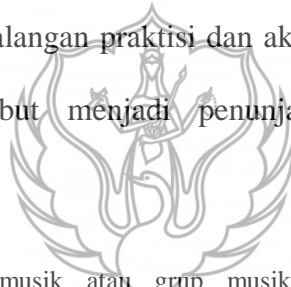 alangan praktisi dan ak
but menjadi penunja
musik atau grup musik